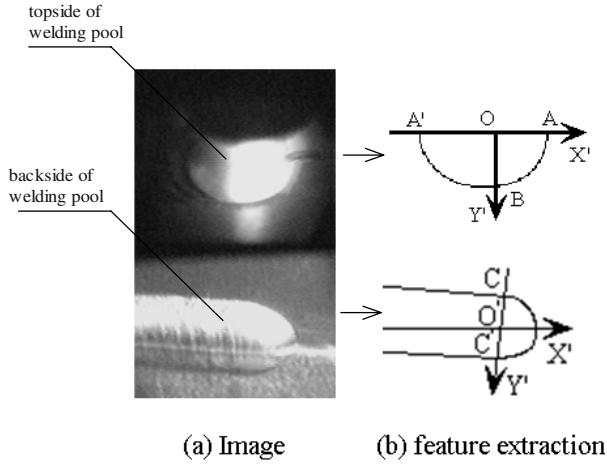 topside of
welding pool
backside of
welding pool
A' O A
X'
B
Y'
C
O'
C'
X'
Y'
(a) Image (b) feature extraction